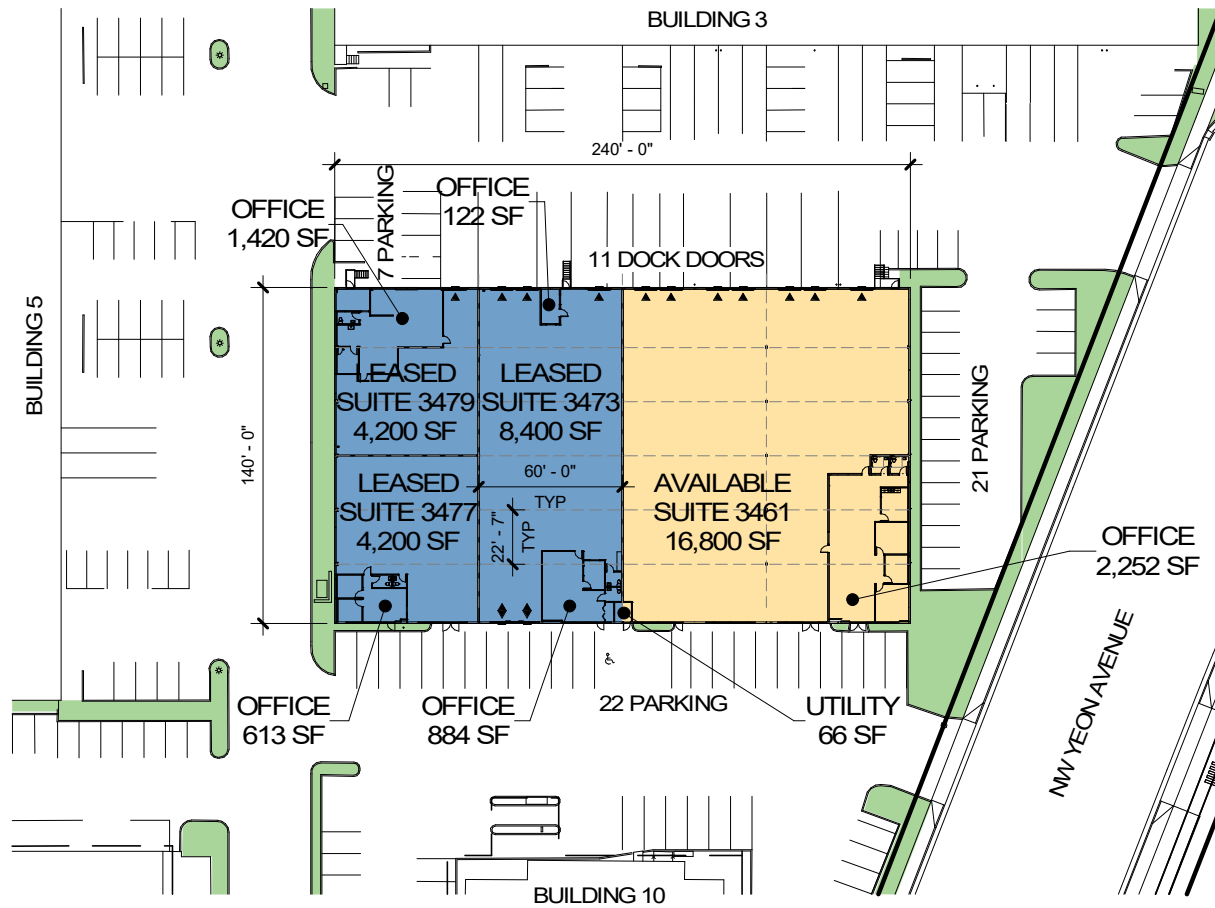 BUILDING 3
240' - 0"
OFFICE
122 SF
OFFICE
1,420 SF
7 PARKING
11 DOCK DOORS
BUILDING 5
140' - 0"
LEASED
SUITE 3479
4,200 SF
LEASED
SUITE 3473
8,400 SF
21 PARKING
60' - 0"
TYP
22' - 7"
TYP
LEASED
SUITE 3477
4,200 SF
AVAILABLE
SUITE 3461
16,800 SF
OFFICE
2,252 SF
OFFICE
613 SF
OFFICE
884 SF
22 PARKING
UTILITY
66 SF
NW YEON AVENUE
BUILDING 10